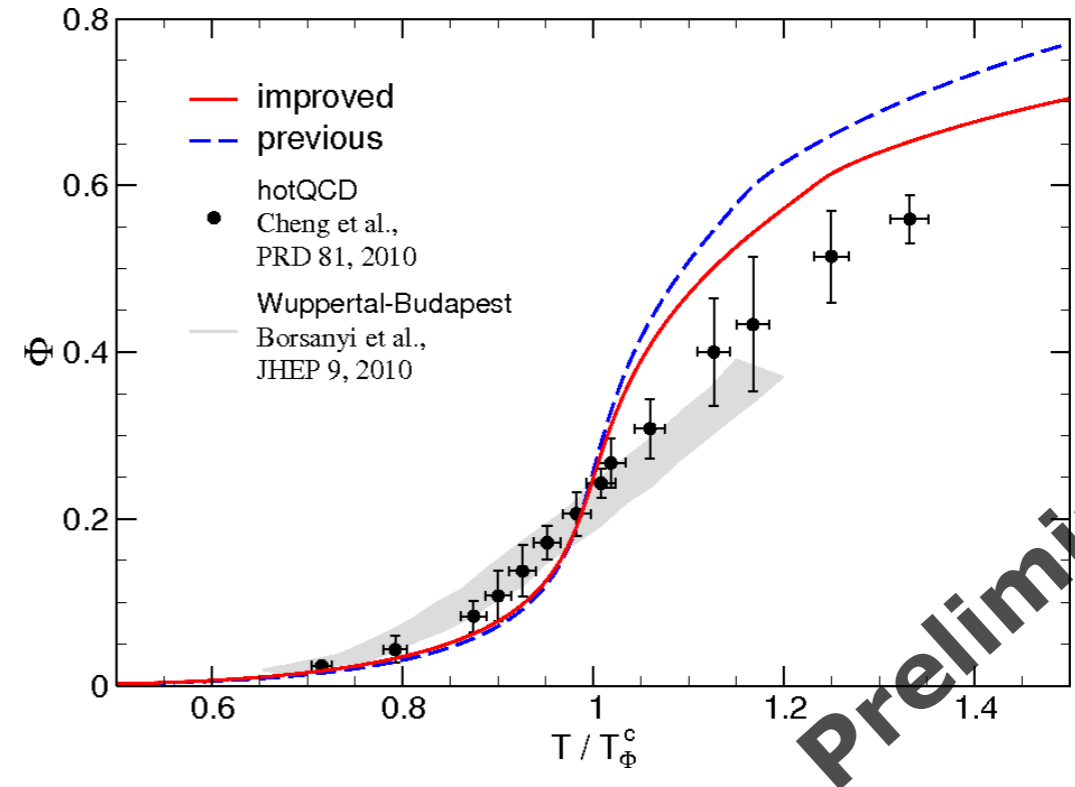 0.8
improved
previous
hotQCD
Cheng et al.,
PRD 81, 2010
0.6
Wuppertal-Budapest
Borsanyi et al.,
JHEP 9, 2010
Φ
0.4
0.2
0
0.6
0.8
1
1.2
1.4
T / T_Φ^c